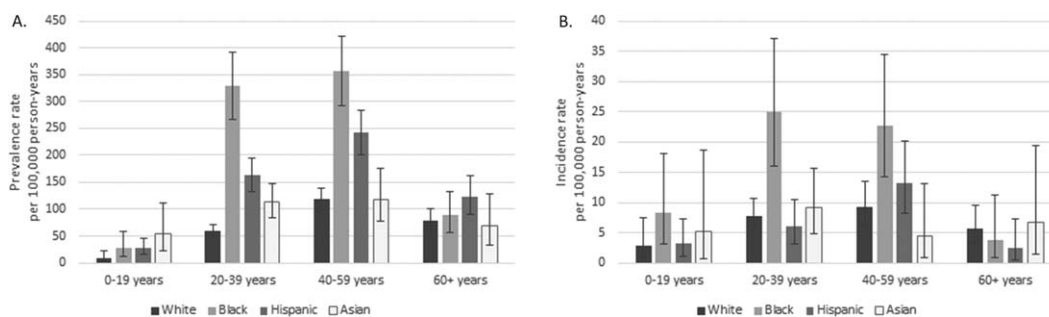 A.
Prevalence rate
per 100,000 person-years
450
400
350
300
250
200
150
100
50
0
0-19 years 20-39 years 40-59 years 60+ years
White Black Hispanic Asian
B.
Incidence rate
per 100,000 person-years
40
35
30
25
20
15
10
5
0
0-19 years 20-39 years 40-59 years 60+ years
White Black Hispanic Asian